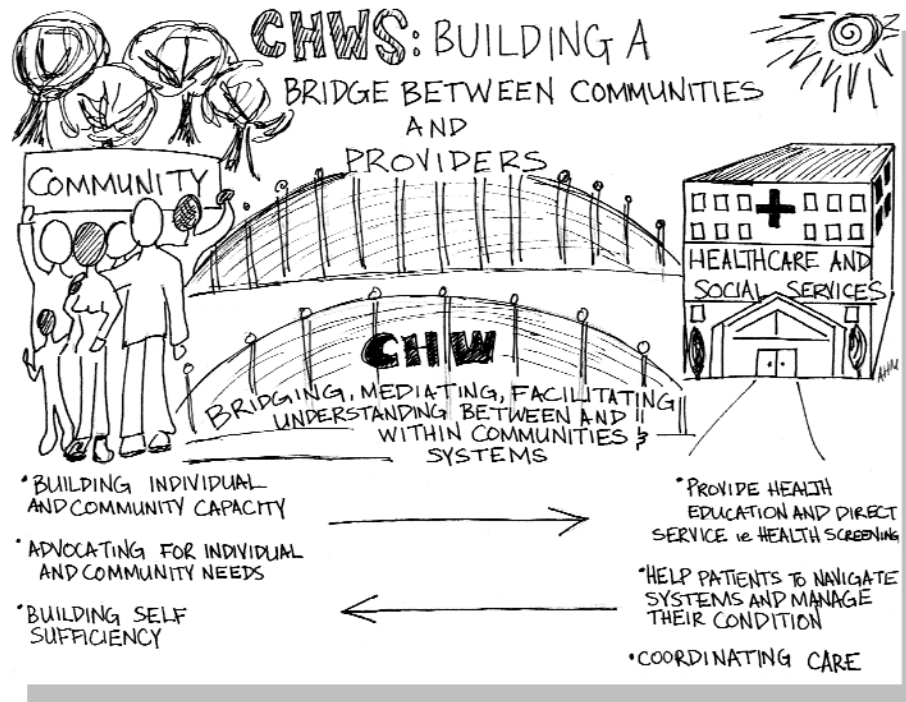 CHWS: BUILDING A
BRIDGE BETWEEN COMMUNITIES
AND
PROVIDERS
COMMUNITY
HEALTHCARE AND
SOCIAL SERVICES
AHM
CHW
BRIDGING, MEDIATING, FACILITATING
UNDERSTANDING BETWEEN AND
WITHIN COMMUNITIES &
SYSTEMS
•BUILDING INDIVIDUAL
AND COMMUNITY CAPACITY
•ADVOCATING FOR INDIVIDUAL
AND COMMUNITY NEEDS
•BUILDING SELF
SUFFICIENCY
•PROVIDE HEALTH
EDUCATION AND DIRECT
SERVICE ie HEALTH SCREENING
•HELP PATIENTS TO NAVIGATE
SYSTEMS AND MANAGE
THEIR CONDITION
•COORDINATING CARE